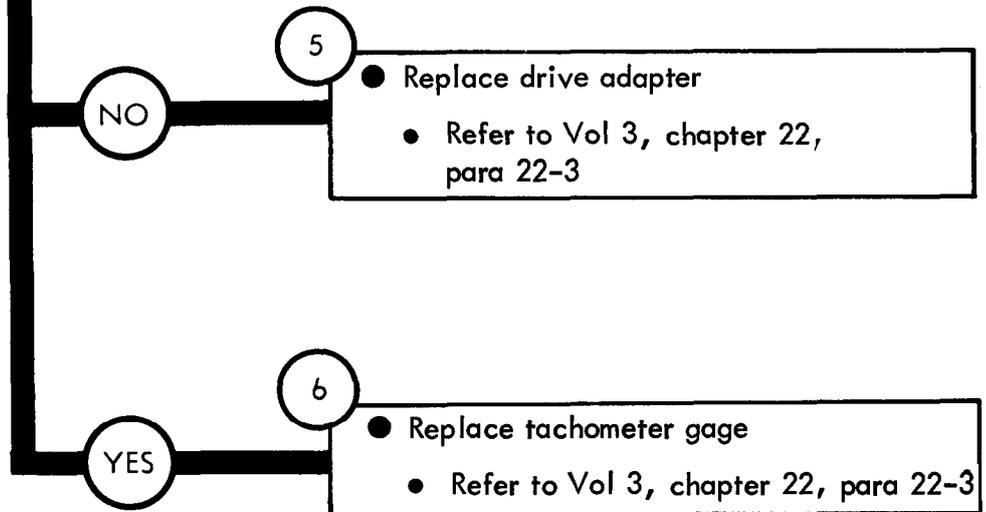 5
● Replace drive adapter
NO
● Refer to Vol 3, chapter 22,
para 22-3
6
● Replace tachometer gage
YES
● Refer to Vol 3, chapter 22, para 22-3